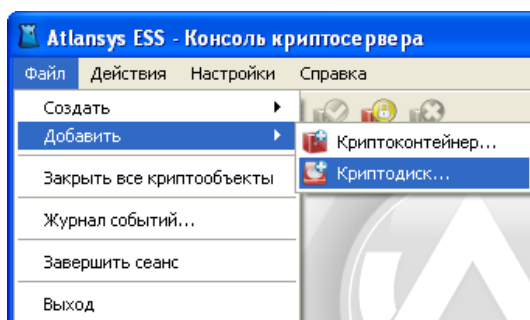 Atlansys ESS - Консоль криптосервера
Файл Действия Настройки Справка
Создать
Добавить
Криптоконтейнер...
Криптодиск...
Закрыть все криптообъекты
Журнал событий...
Завершить сеанс
Выход